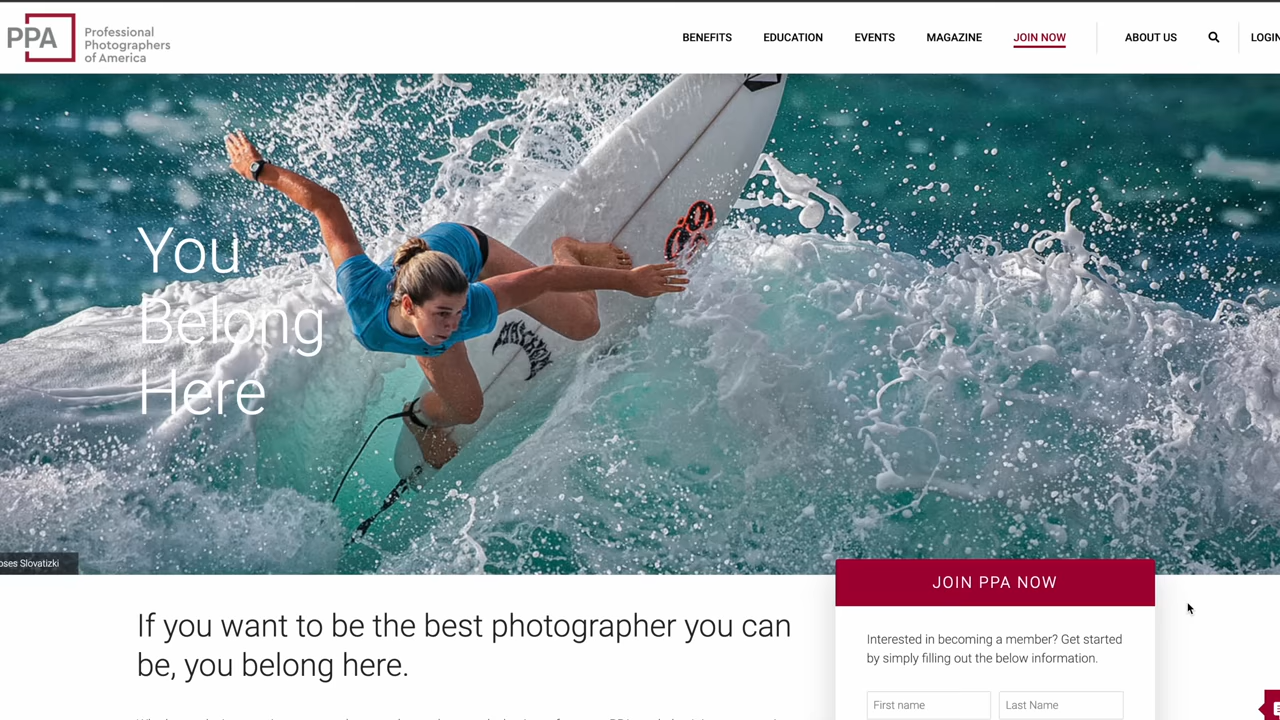 PPA
Professional
Photographers
of America
BENEFITS
EDUCATION
EVENTS
MAGAZINE
JOIN NOW
ABOUT US
LOGIN
You
Belong
Here
MAYHEM
Slovatizki
JOIN PPA NOW
If you want to be the best photographer you can
be, you belong here.
Interested in becoming a member? Get started
by simply filling out the below information.
First name
Last Name